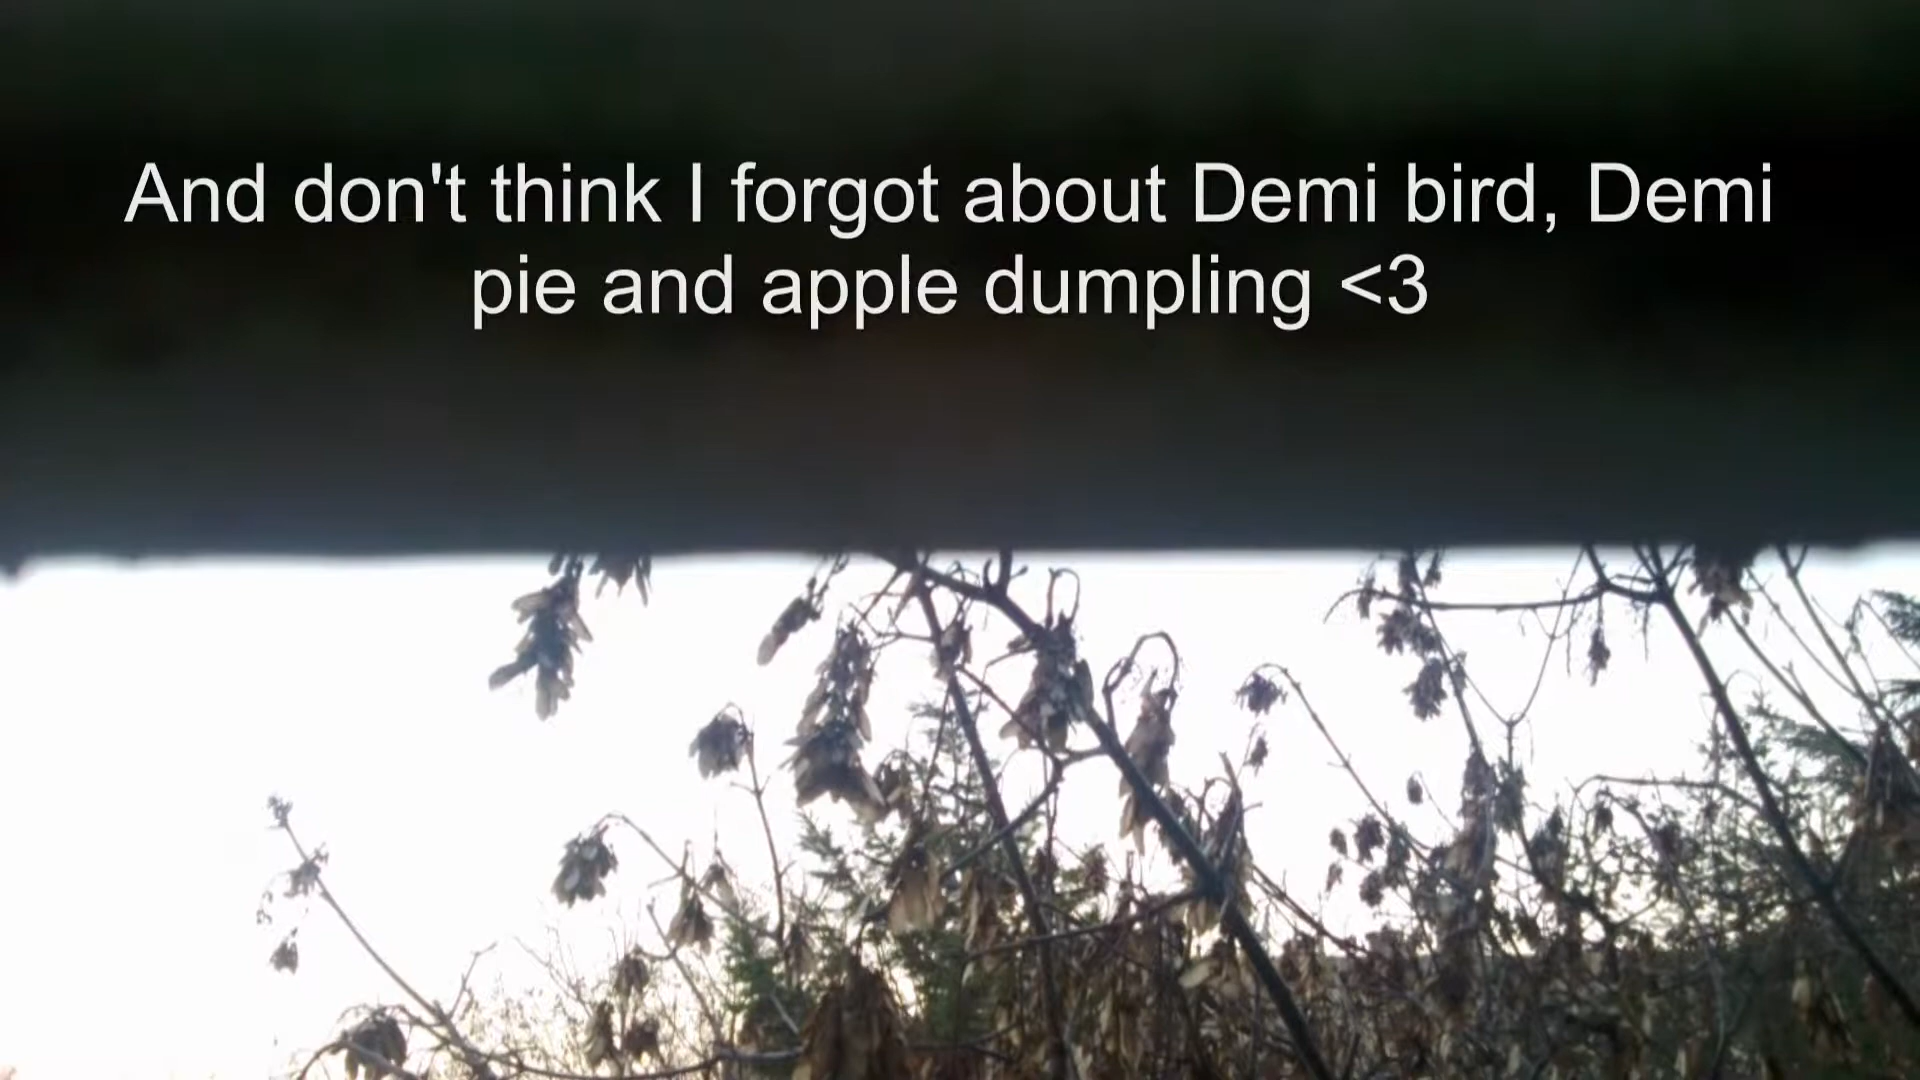 And don't think I forgot about Demi bird, Demi
pie and apple dumpling <3